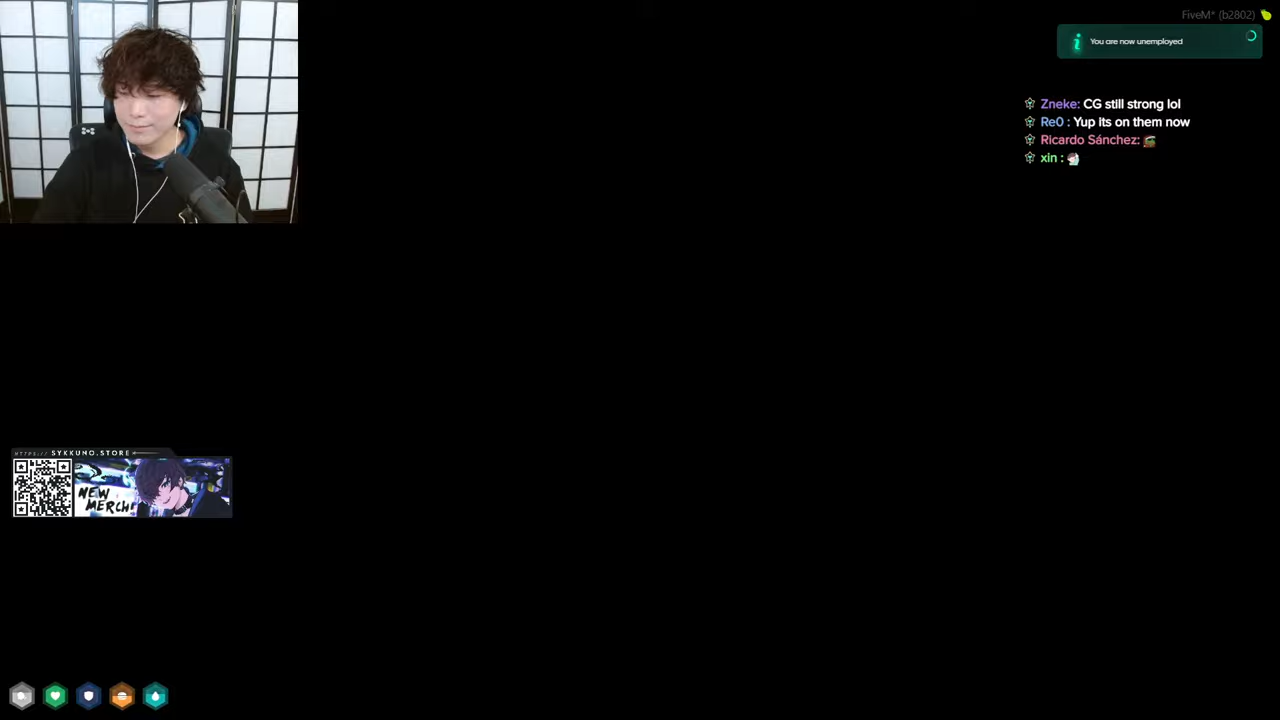 FiveM* (b2802)
You are now unemployed
Zneke: CG still strong lol
Re0 : Yup its on them now
Ricardo Sánchez:
xin :
HTTPS:// SYKKUNO.STORE
NEW
MERCH!